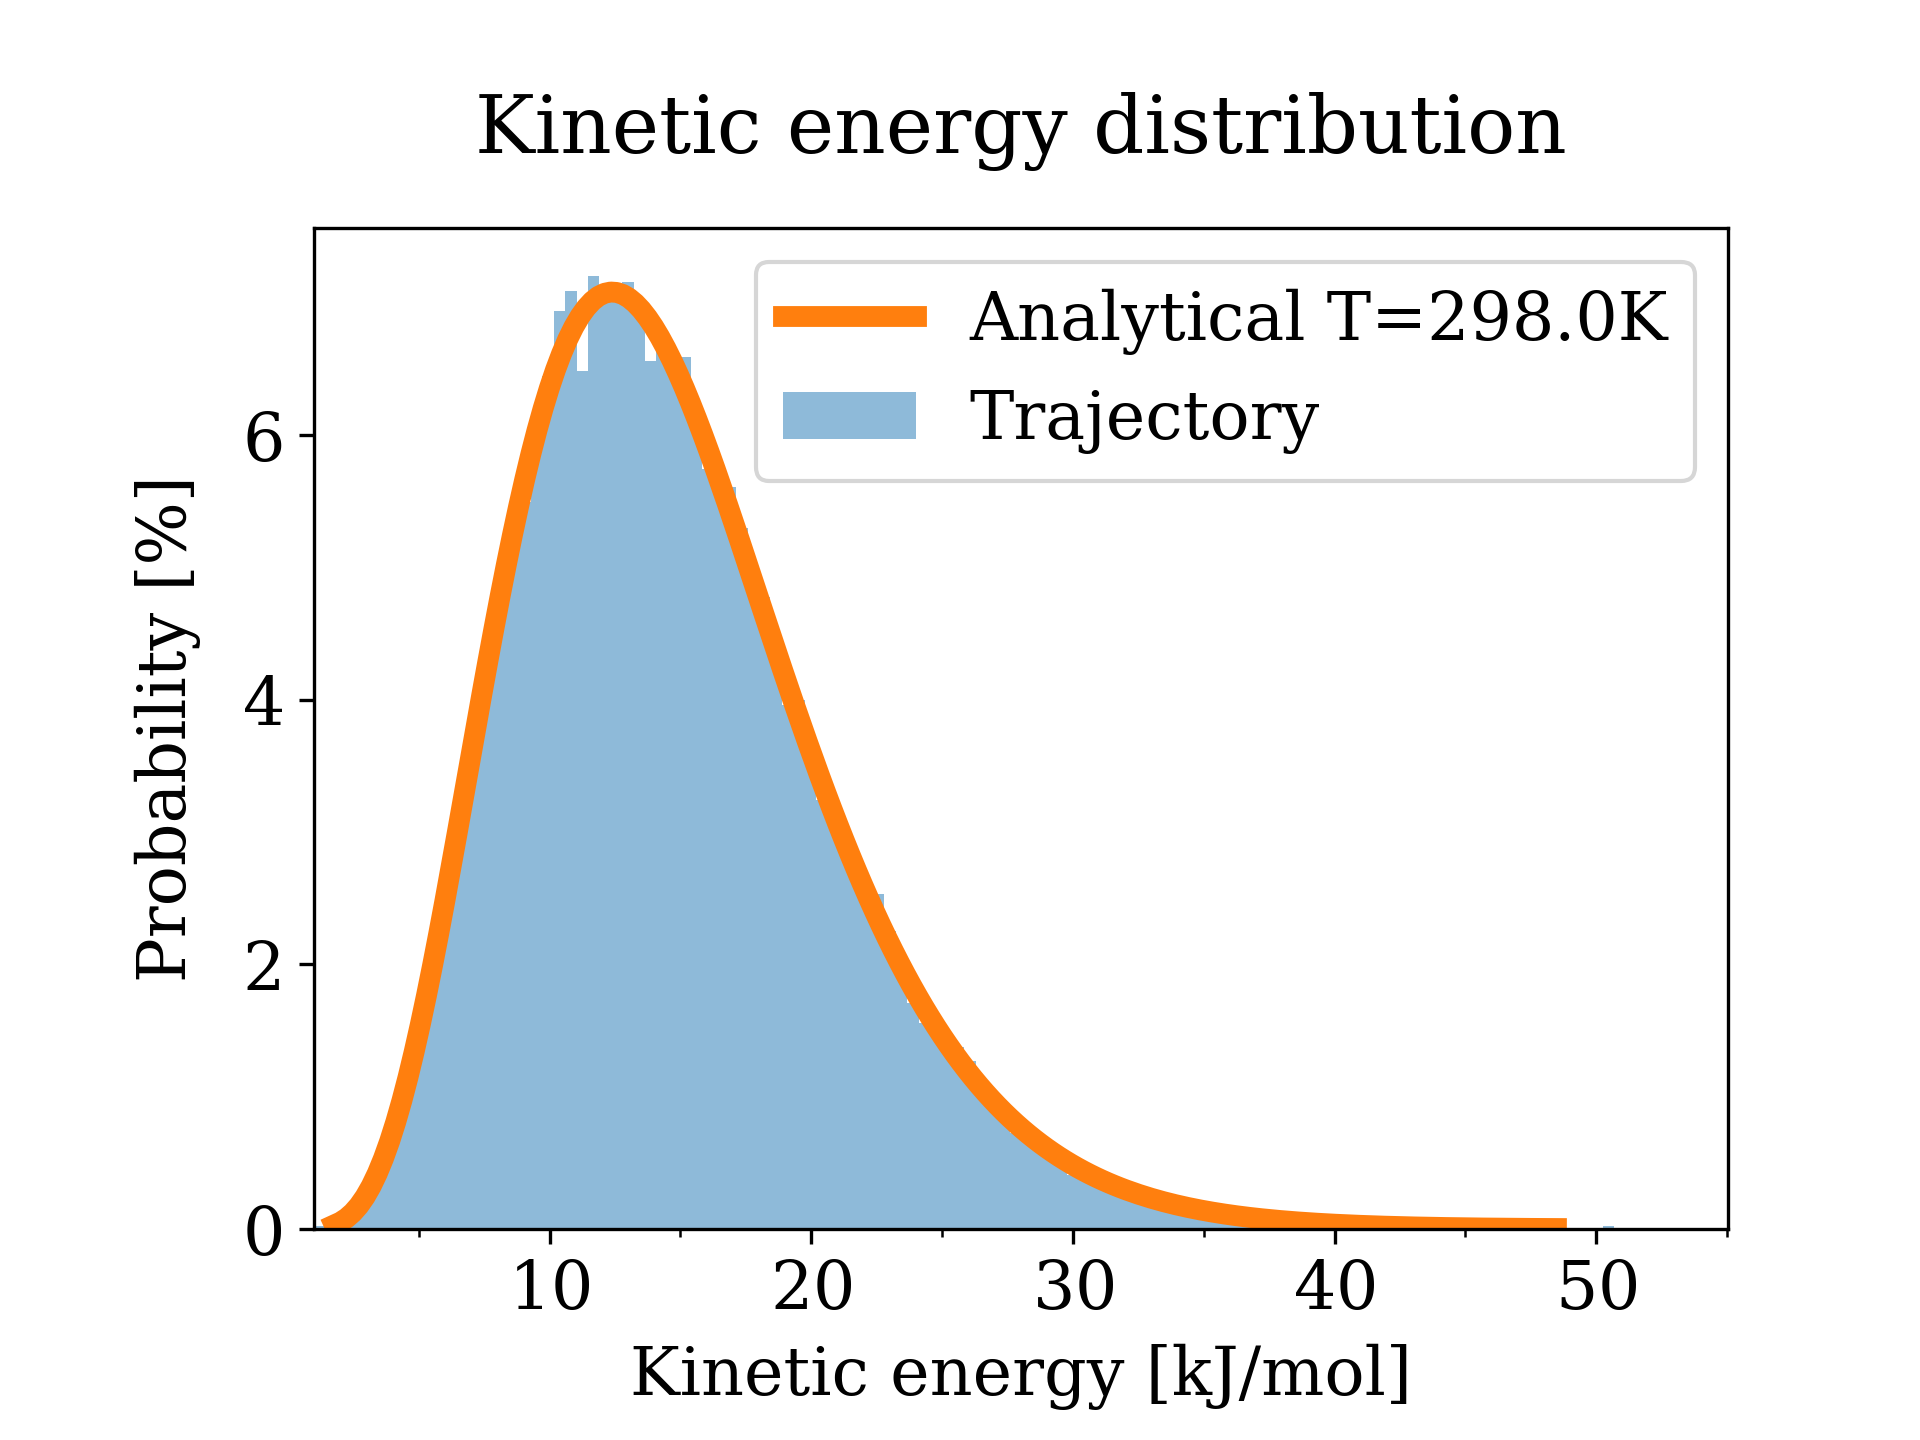 Kinetic energy distribution
Analytical T=298.0K
Trajectory
Probability [%]
6
4
2
0
10 20 30 40 50
Kinetic energy [kJ/mol]